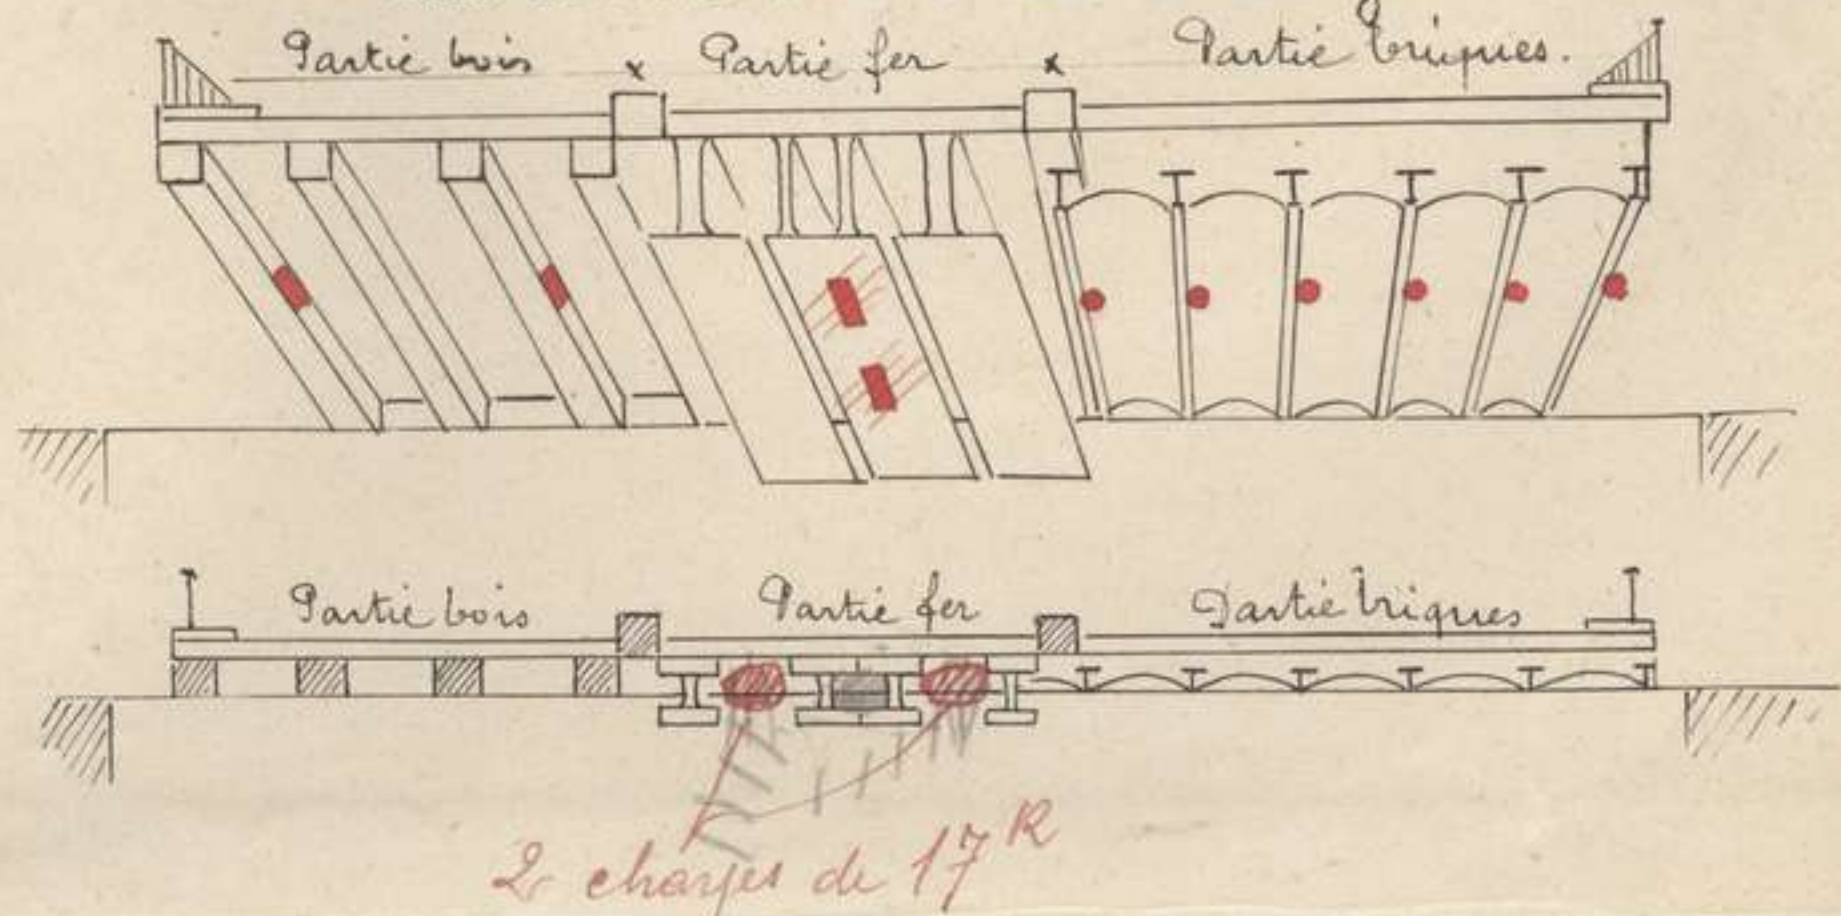 Partie bois × Partie fer × Partie briques.
Partie bois Partie fer Partie briques
2 charges de 17 K